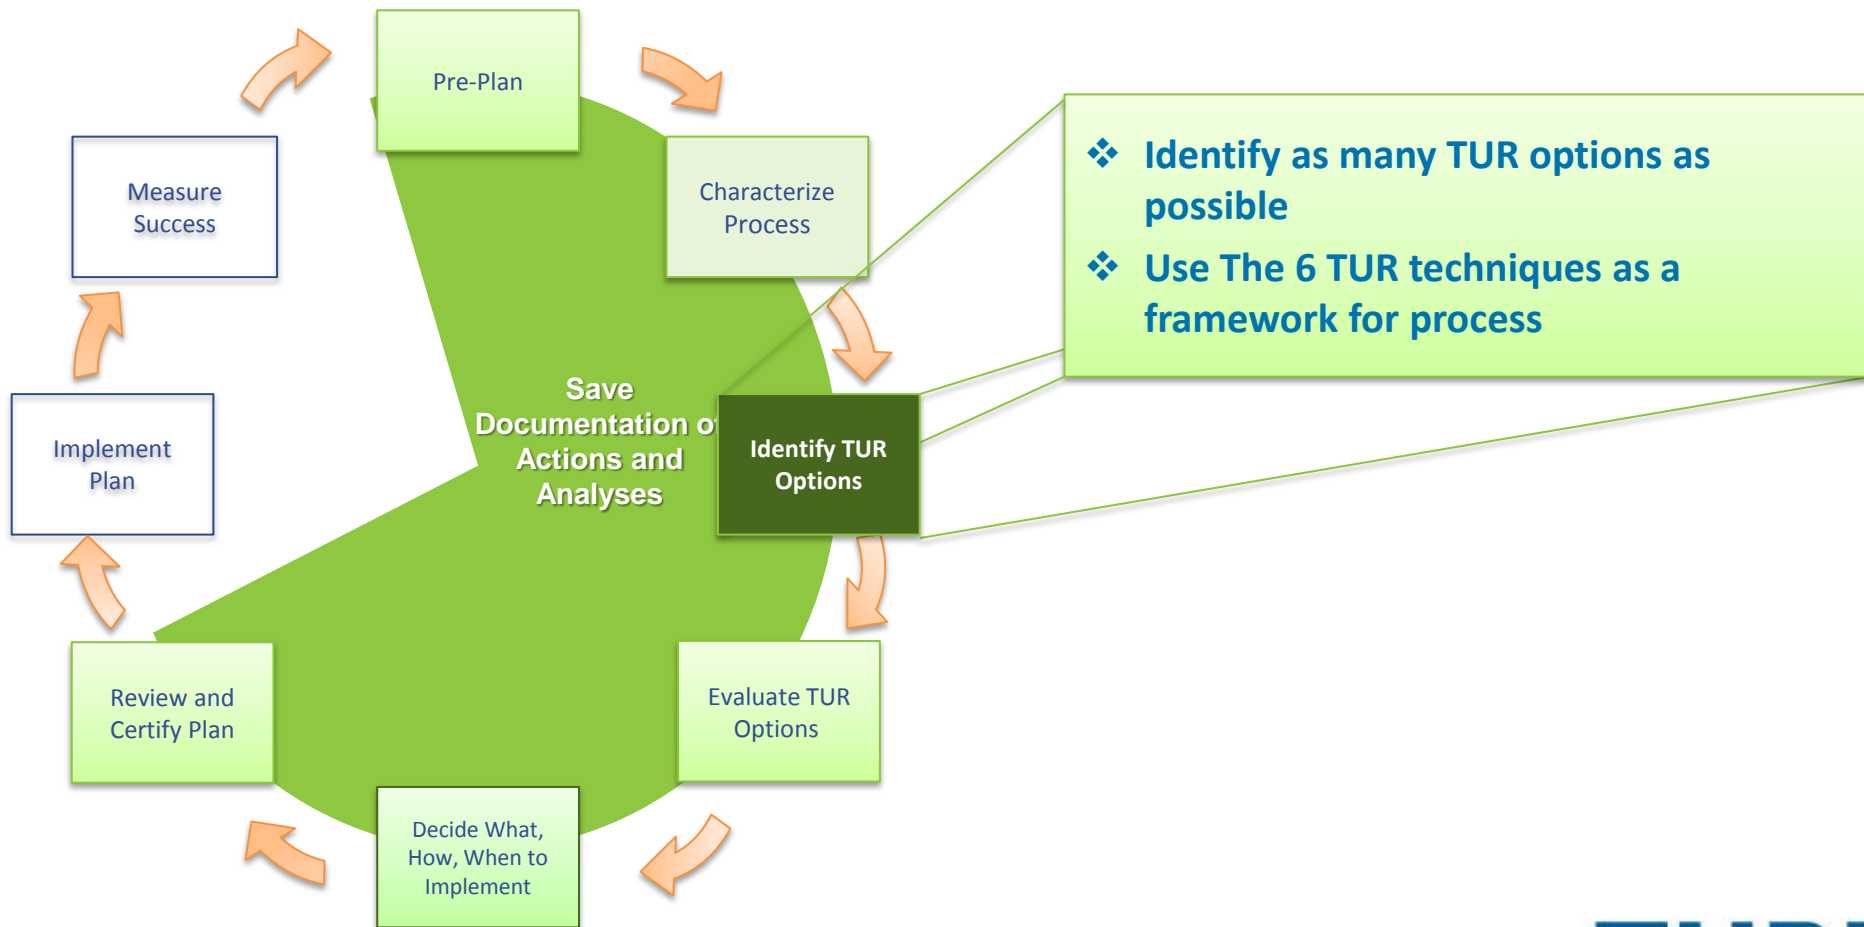 Pre-Plan
Characterize
Process
❖ Identify as many TUR options as
possible
❖ Use The 6 TUR techniques as a
framework for process
Measure
Success
Save
Documentation of
Actions and
Analyses
Identify TUR
Options
Implement
Plan
Evaluate TUR
Options
Review and
Certify Plan
Decide What,
How, When to
Implement